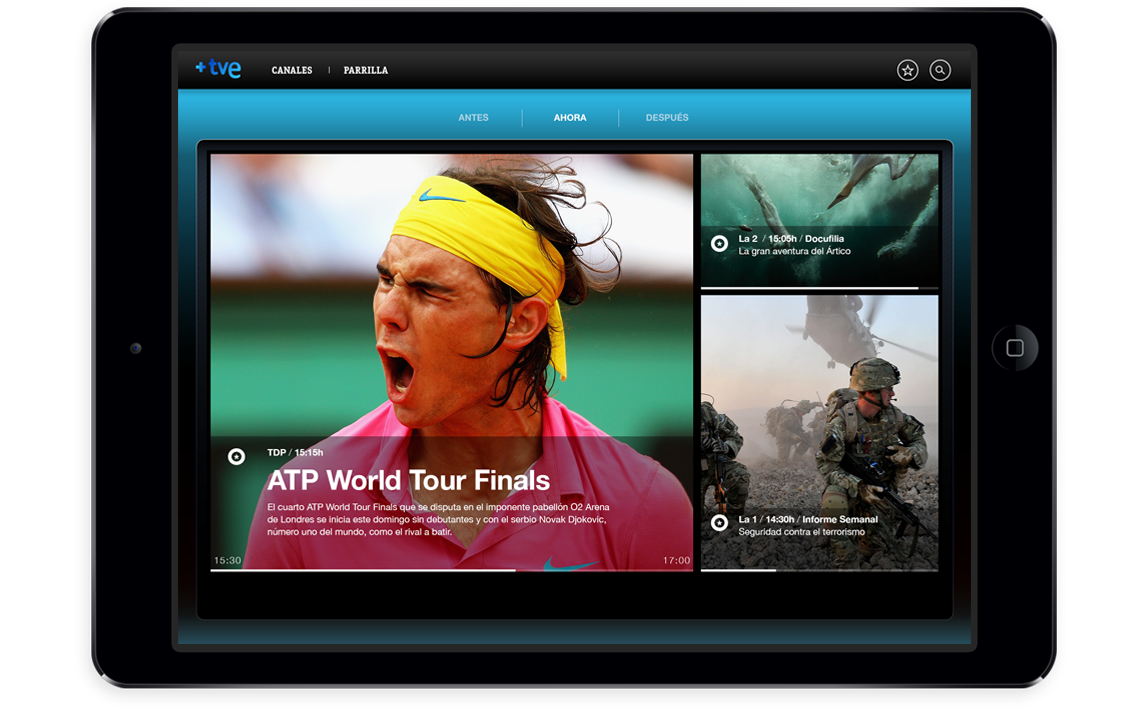 +tve
CANALES | PARRILLA
ANTES
AHORA
DESPUÉS
TDP / 15:15h
ATP World Tour Finals
El cuarto ATP World Tour Finals que se disputa en el imponente pabellón O2 Arena
de Londres se inicia este domingo sin debutantes y con el serbio Novak Djokovic,
número uno del mundo, como el rival a batir.
15:30
17:00
La 2 / 15:05h / Docufilia
La gran aventura del Ártico
La 1 / 14:30h / Informe Semanal
Seguridad contra el terrorismo